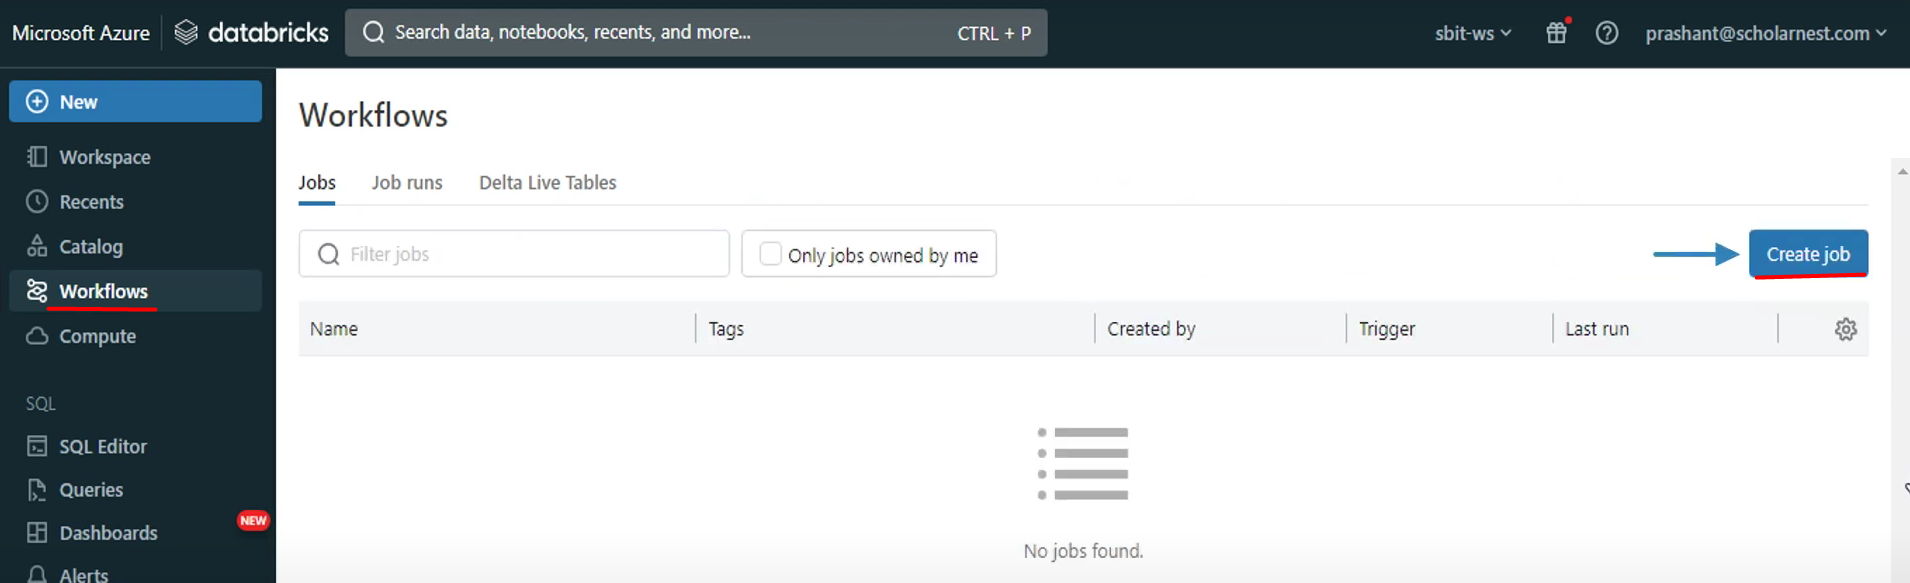 Microsoft Azure databricks Search data, notebooks, recents, and more... CTRL + P sbit-ws prashant@scholarnest.com
New
Workspace
Recents
Catalog
Workflows
Compute
SQL
SQL Editor
Queries
Dashboards NEW
Alerts
Workflows
Jobs Job runs Delta Live Tables
Filter jobs Only jobs owned by me Create job
Name Tags Created by Trigger Last run
No jobs found.